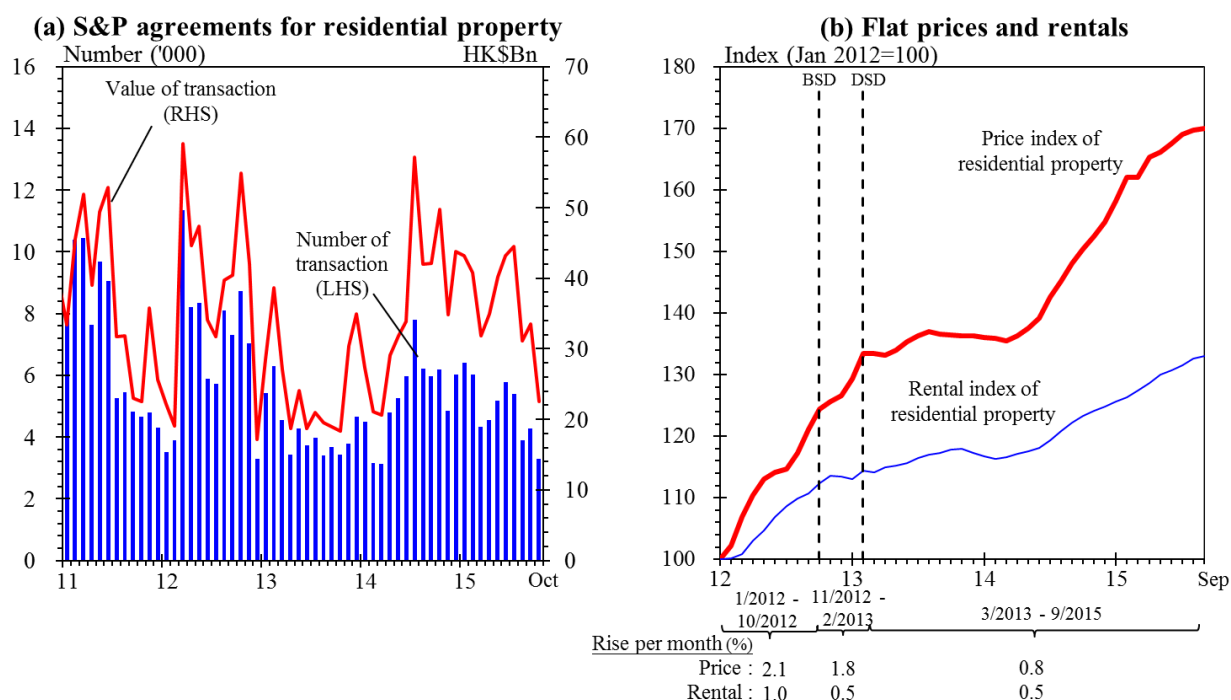 (a) S&P agreements for residential property
Number ('000)
HK$Bn
16
14
12
10
8
6
4
2
0
70
60
50
40
30
20
10
0
Value of transaction
(RHS)
Number of
transaction
(LHS)
11
12
13
14
15
Oct
(b) Flat prices and rentals
Index (Jan 2012=100)
BSD
DSD
180
170
160
150
140
130
120
110
100
Price index of
residential property
Rental index of
residential property
12
13
14
15
Sep
1/2012 -
10/2012
11/2012 -
2/2013
3/2013 - 9/2015
Rise per month (%)
Price : 2.1 1.8 0.8
Rental : 1.0 0.5 0.5